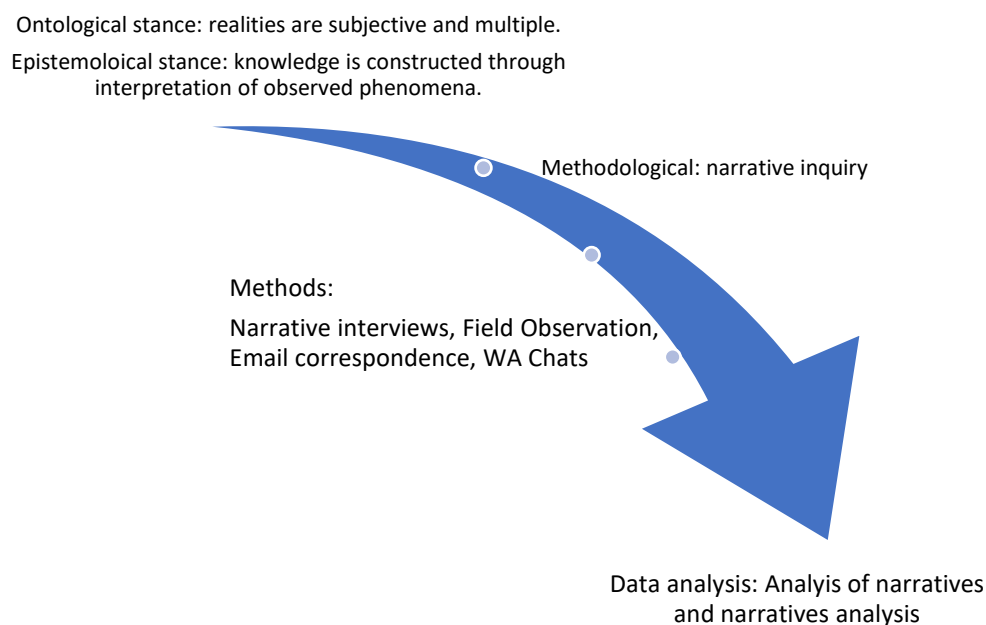 Ontological stance: realities are subjective and multiple.
Epistemoloical stance: knowledge is constructed through
interpretation of observed phenomena.
Methodological: narrative inquiry
Methods:
Narrative interviews, Field Observation,
Email correspondence, WA Chats
Data analysis: Analyis of narratives
and narratives analysis